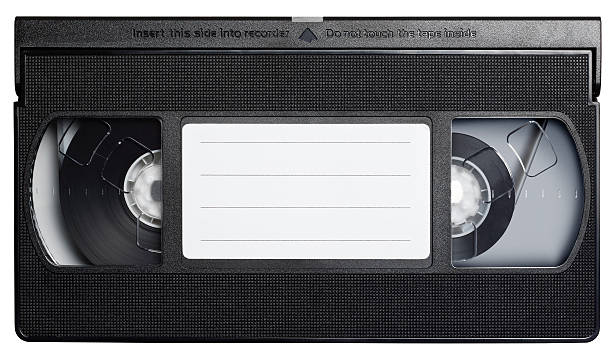 Insert this side into recorder Do not touch the tape inside